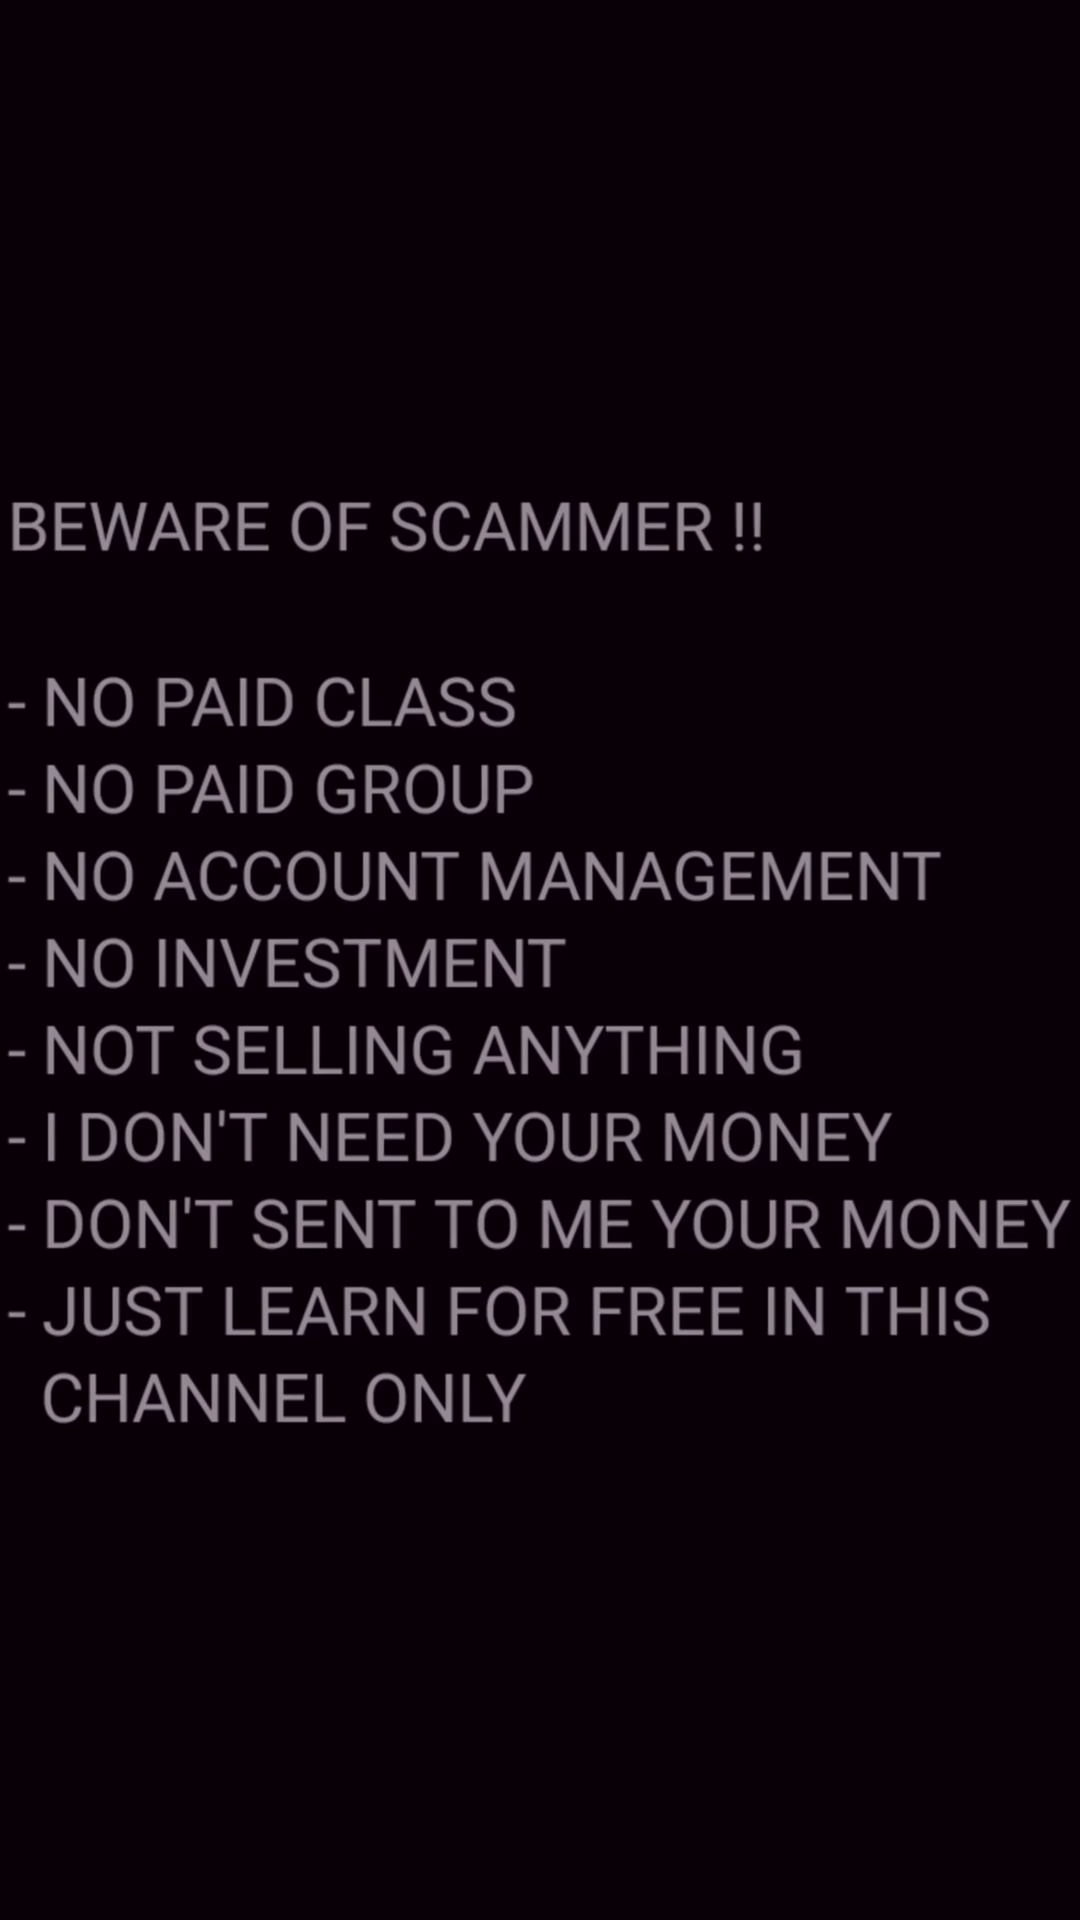 BEWARE OF SCAMMER !!
- NO PAID CLASS
- NO PAID GROUP
- NO ACCOUNT MANAGEMENT
- NO INVESTMENT
- NOT SELLING ANYTHING
- I DON'T NEED YOUR MONEY
- DON'T SENT TO ME YOUR MONEY
- JUST LEARN FOR FREE IN THIS
CHANNEL ONLY